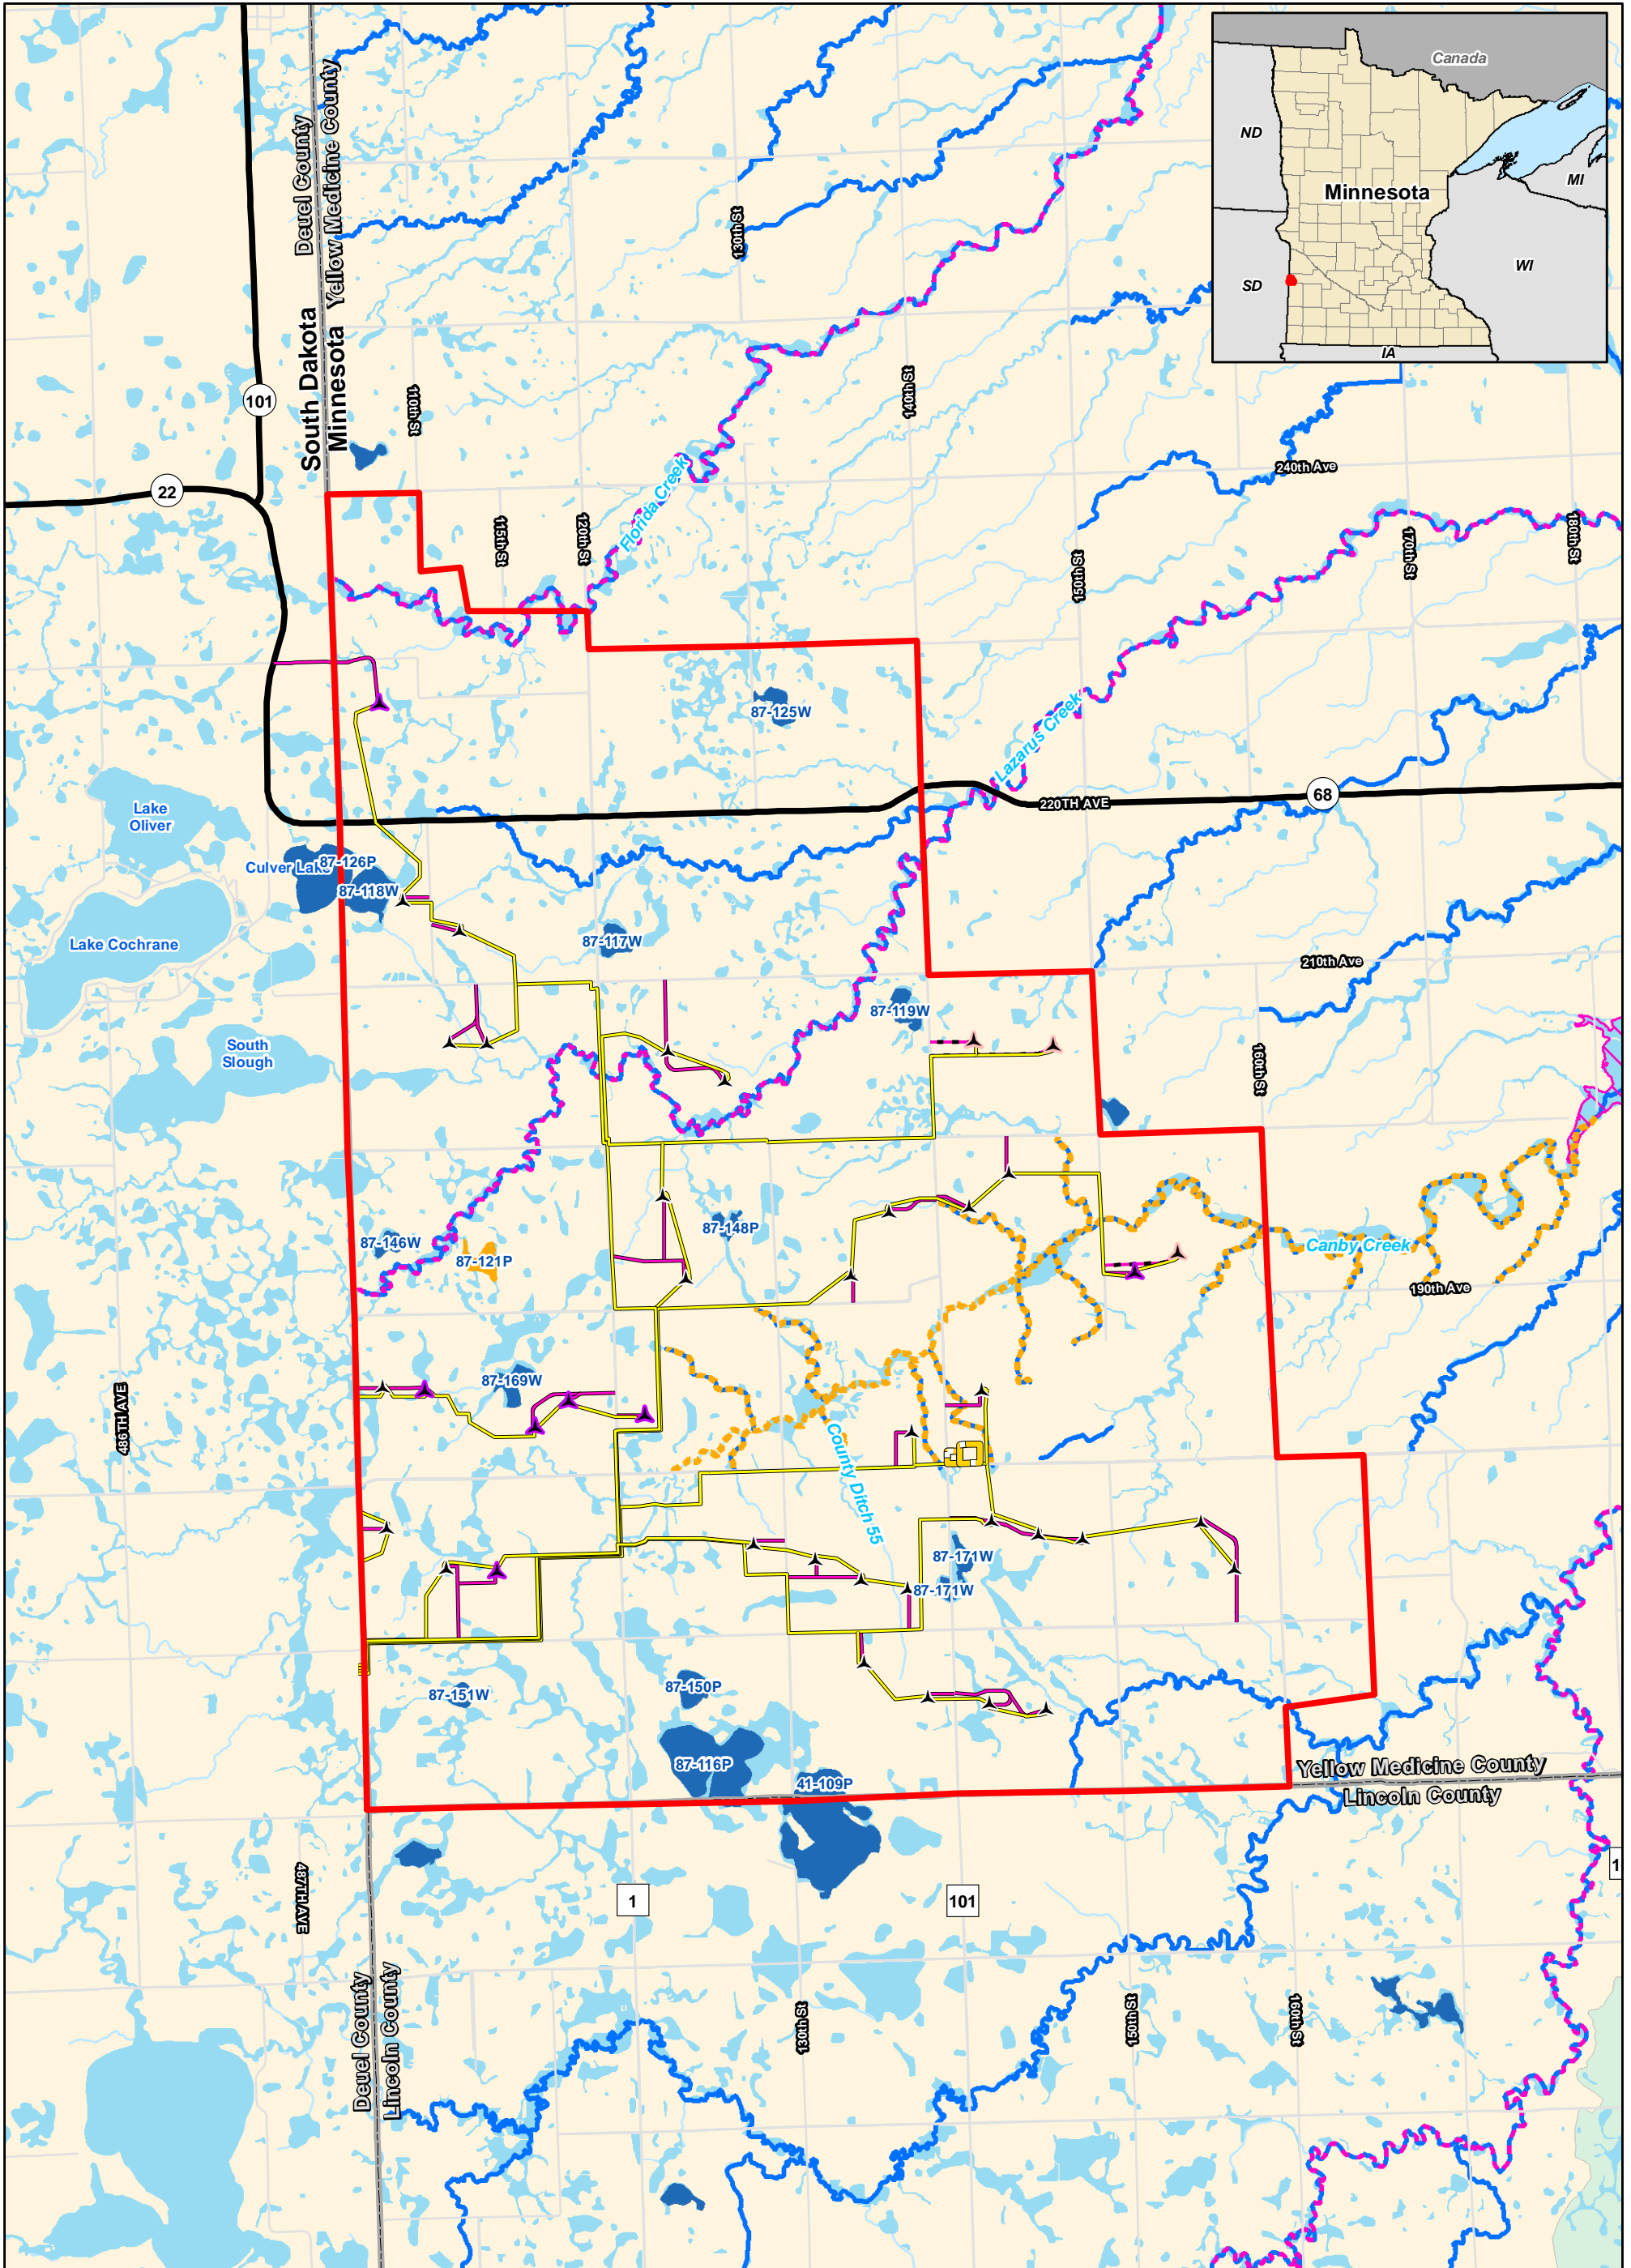 Canada
ND
Minnesota
MI
WI
SD
IA
Deuel County
Yellow Medicine County
130th St
South Dakota
Minnesota
110th St
101
140th St
22
240th Ave
Florida Creek
115th St
120th St
150th St
170th St
180th St
87-125W
Lazarus Creek
220TH AVE
68
Lake
Oliver
Culver Lake
87-126P
87-118W
Lake Cochrane
87-117W
210th Ave
87-119W
South
Slough
160th St
87-146W
87-121P
87-148P
Canby Creek
190th Ave
486TH AVE
87-169W
County Ditch 55
87-171W
87-171W
87-151W
87-150P
87-116P
41-109P
Yellow Medicine County
Lincoln County
487TH AVE
1
101
1
Deuel County
Lincoln County
130th St
150th St
160th St